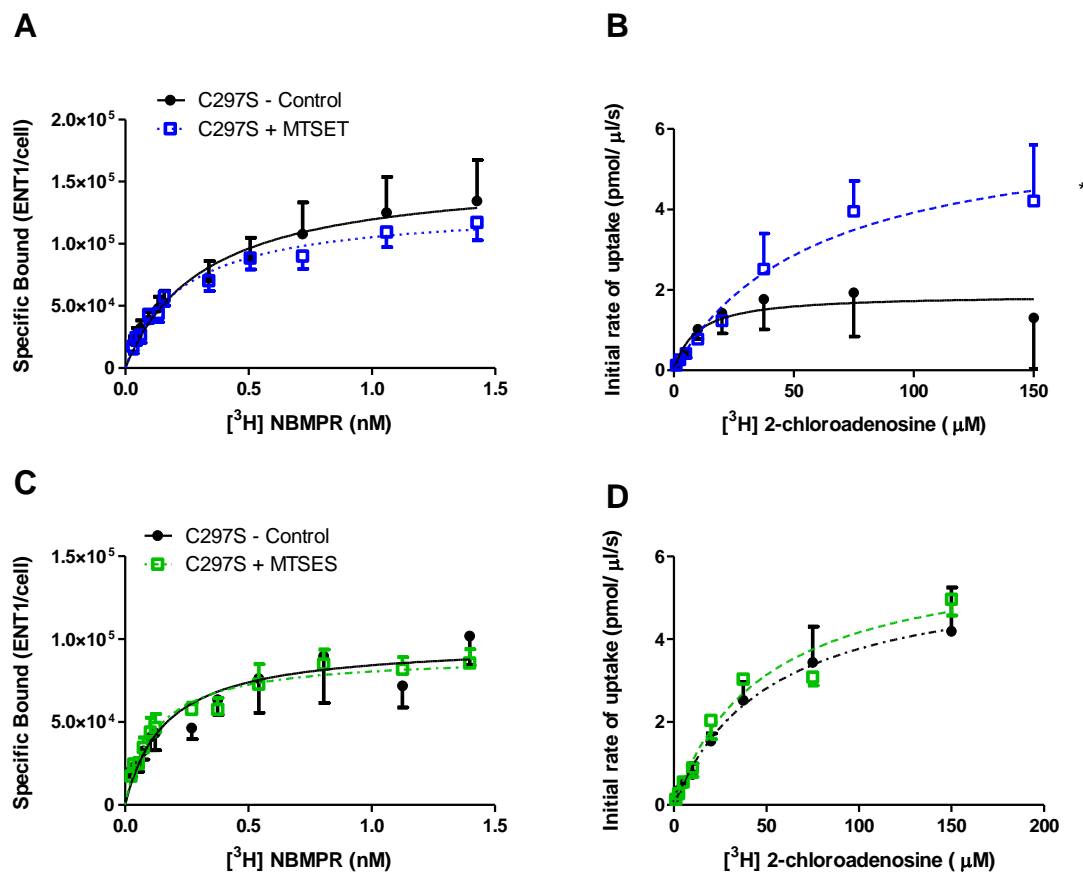 A
C297S - Control
C297S + MTSET
2.0×10⁵
1.5×10⁵
1.0×10⁵
5.0×10⁴
0
0.0 0.5 1.0 1.5
Specific Bound (ENT1/cell)
[³H] NBMPR (nM)
B
6
4
2
0
0 50 100 150
Initial rate of uptake (pmol/ µl/s)
[³H] 2-chloroadenosine ( µM)
*
C
C297S - Control
C297S + MTSES
1.5×10⁵
1.0×10⁵
5.0×10⁴
0
0.0 0.5 1.0 1.5
Specific Bound (ENT1/cell)
[³H] NBMPR (nM)
D
6
4
2
0
0 50 100 150 200
Initial rate of uptake (pmol/ µl/s)
[³H] 2-chloroadenosine ( µM)